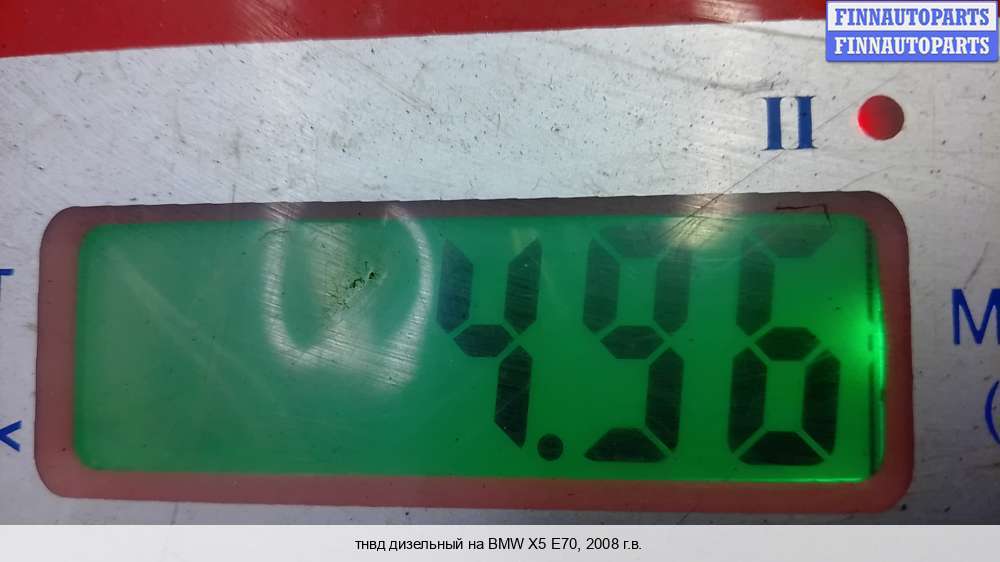 FINNAUTOPARTS
FINNAUTOPARTS
II
4.96
M
тнвд дизельный на BMW X5 E70, 2008 г.в.